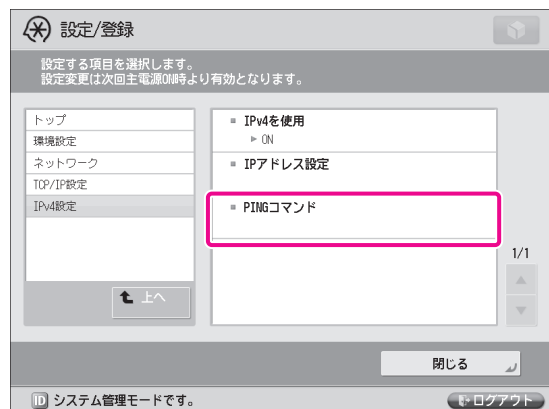 設定/登録
設定する項目を選択します。
設定変更は次回主電源ON時より有効となります。
トップ
環境設定
ネットワーク
TCP/IP設定
IPv4設定
上へ
IPv4を使用
ON
IPアドレス設定
PINGコマンド
1/1
閉じる
ID システム管理モードです。
ログアウト